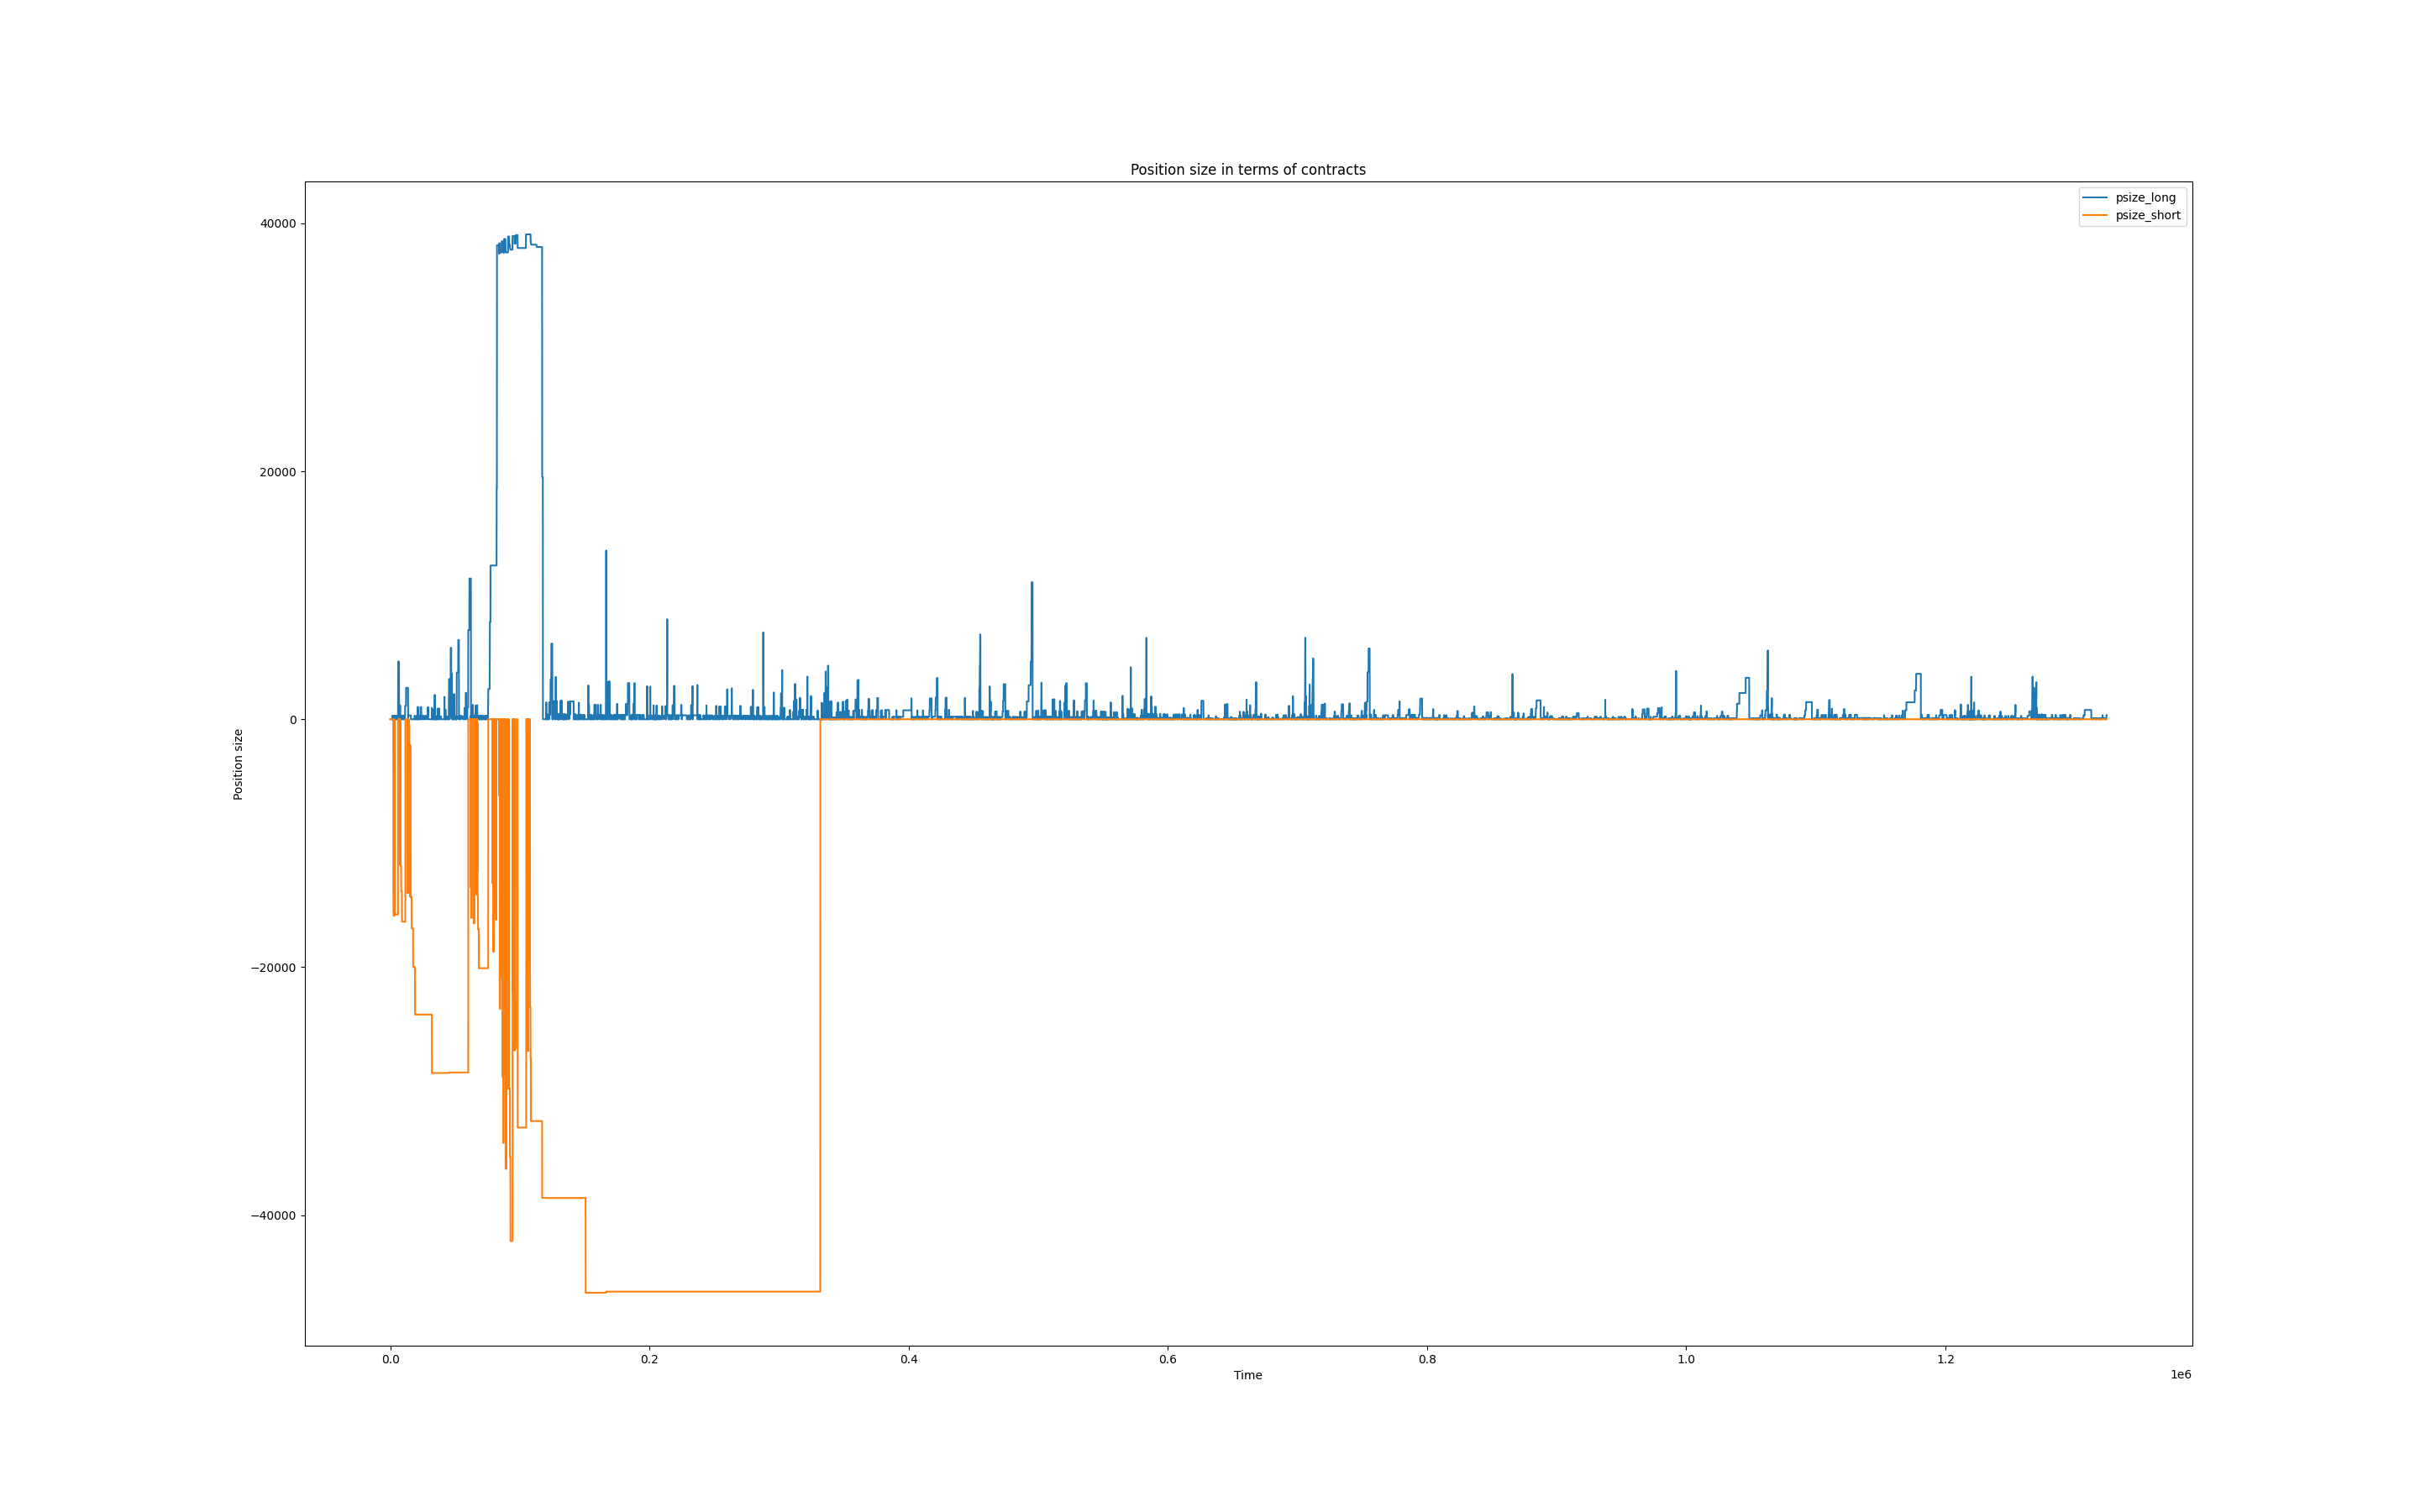 Position size in terms of contracts
psize_long
psize_short
40000
20000
0
−20000
−40000
Position size
0.0 0.2 0.4 0.6 0.8 1.0 1.2
Time
1e6